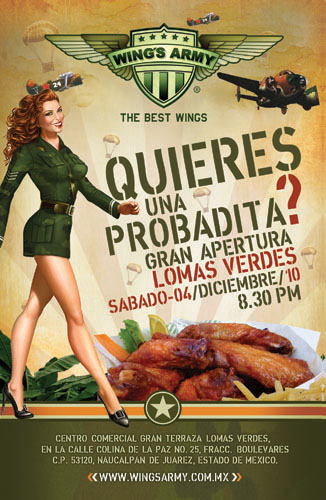 WING'S ARMY
®
THE BEST WINGS
QUIERES
UNA
PROBADITA?
GRAN APERTURA
LOMAS VERDES
SABADO-04/DICIEMBRE/10
8.30 PM
CENTRO COMERCIAL GRAN TERRAZA LOMAS VERDES,
EN LA CALLE COLINA DE LA PAZ NO. 25, FRACC. BOULEVARES
C.P. 53120, NAUCALPAN DE JUAREZ, ESTADO DE MEXICO.
‹‹WWW.WINGSARMY.COM.MX››